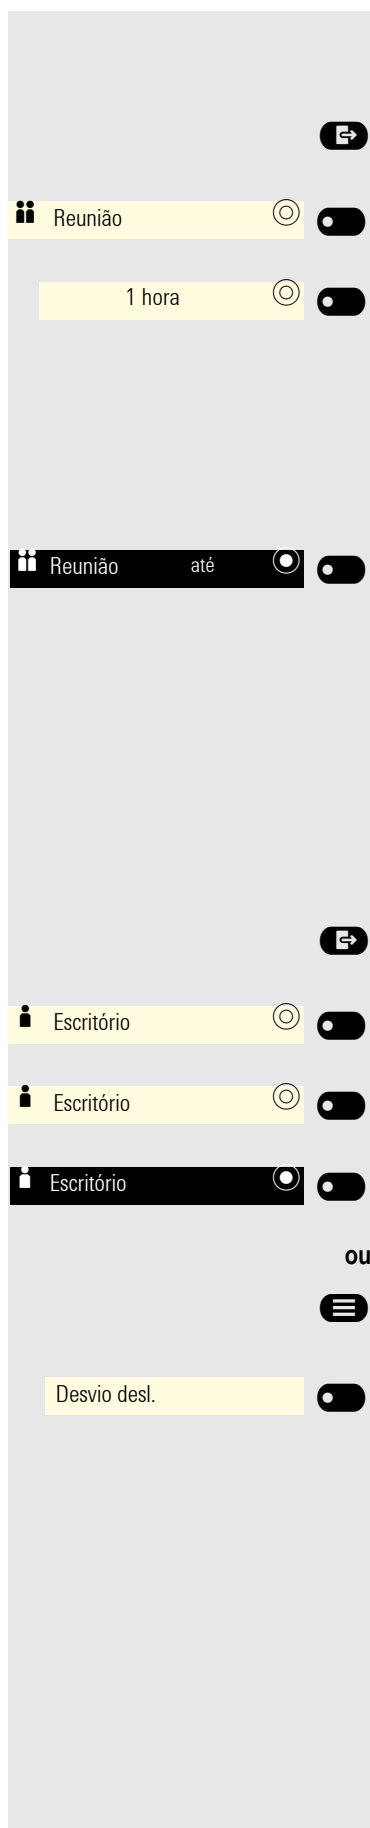 Reunião
1 hora
Reunião até
Escritório
Escritório
Escritório
ou
Desvio desl.